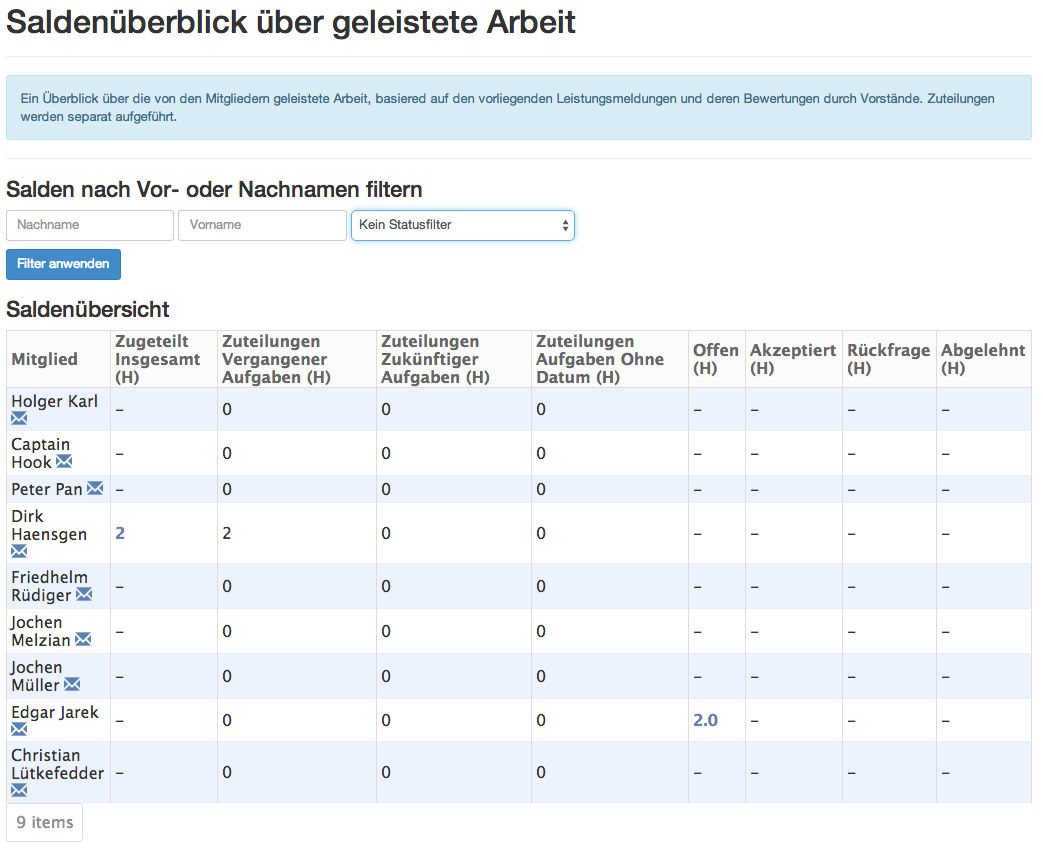 Saldenüberblick über geleistete Arbeit
Ein Überblick über die von den Mitgliedern geleistete Arbeit, basiered auf den vorliegenden Leistungsmeldungen und deren Bewertungen durch Vorstände. Zuteilungen
werden separat aufgeführt.
Salden nach Vor- oder Nachnamen filtern
Nachname Vorname Kein Statusfilter
Filter anwenden
Saldenübersicht
Mitglied Zugeteilt Insgesamt (H) Zuteilungen Vergangener Aufgaben (H) Zuteilungen Zukünftiger Aufgaben (H) Zuteilungen Aufgaben Ohne Datum (H) Offen (H) Akzeptiert (H) Rückfrage (H) Abgelehnt (H)
Holger Karl – 0 0 0 – – – –
Captain Hook – 0 0 0 – – – –
Peter Pan – 0 0 0 – – – –
Dirk Haensgen 2 2 0 0 – – – –
Friedhelm Rüdiger – 0 0 0 – – – –
Jochen Melzian – 0 0 0 – – – –
Jochen Müller – 0 0 0 – – – –
Edgar Jarek – 0 0 0 2.0 – – –
Christian Lütkefedder – 0 0 0 – – – –
9 items